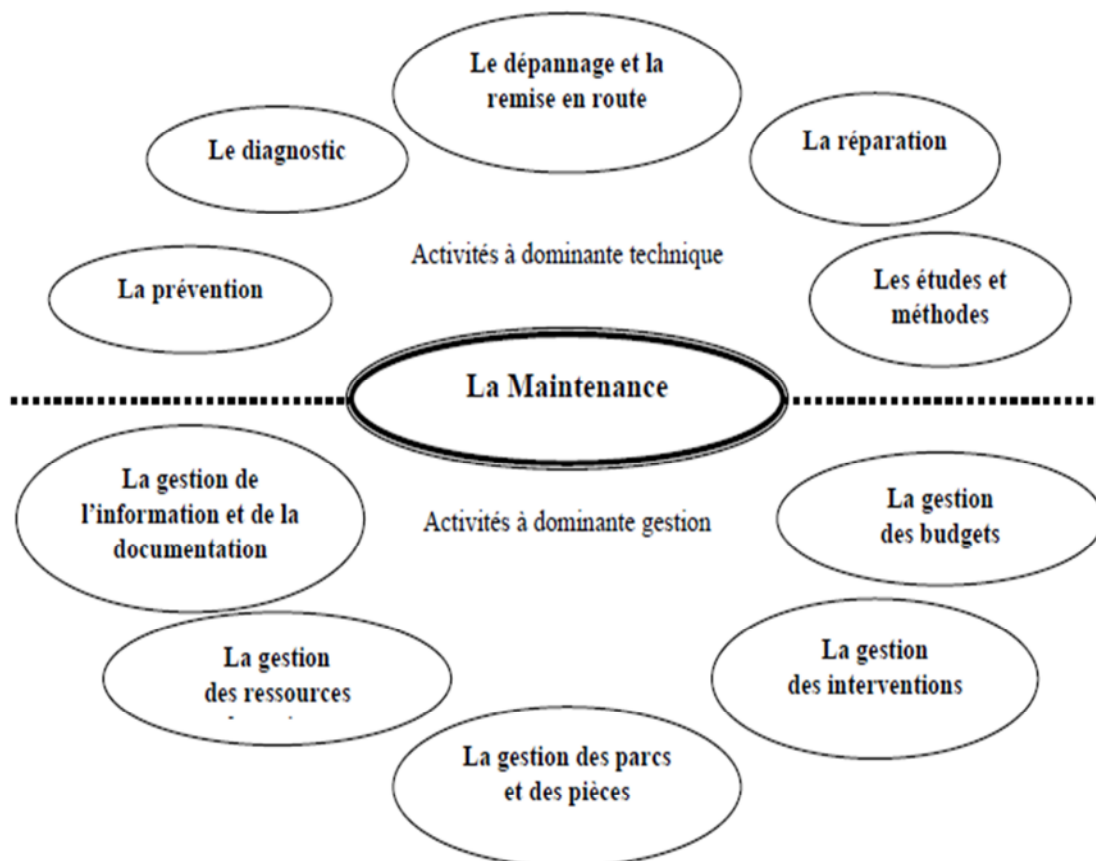 Le dépannage et la
remise en route
Le diagnostic
La réparation
Activités à dominante technique
La prévention
Les études et
méthodes
La Maintenance
La gestion de
l'information et de la
documentation
Activités à dominante gestion
La gestion
des budgets
La gestion
des ressources
La gestion
des interventions
La gestion des parcs
et des pièces